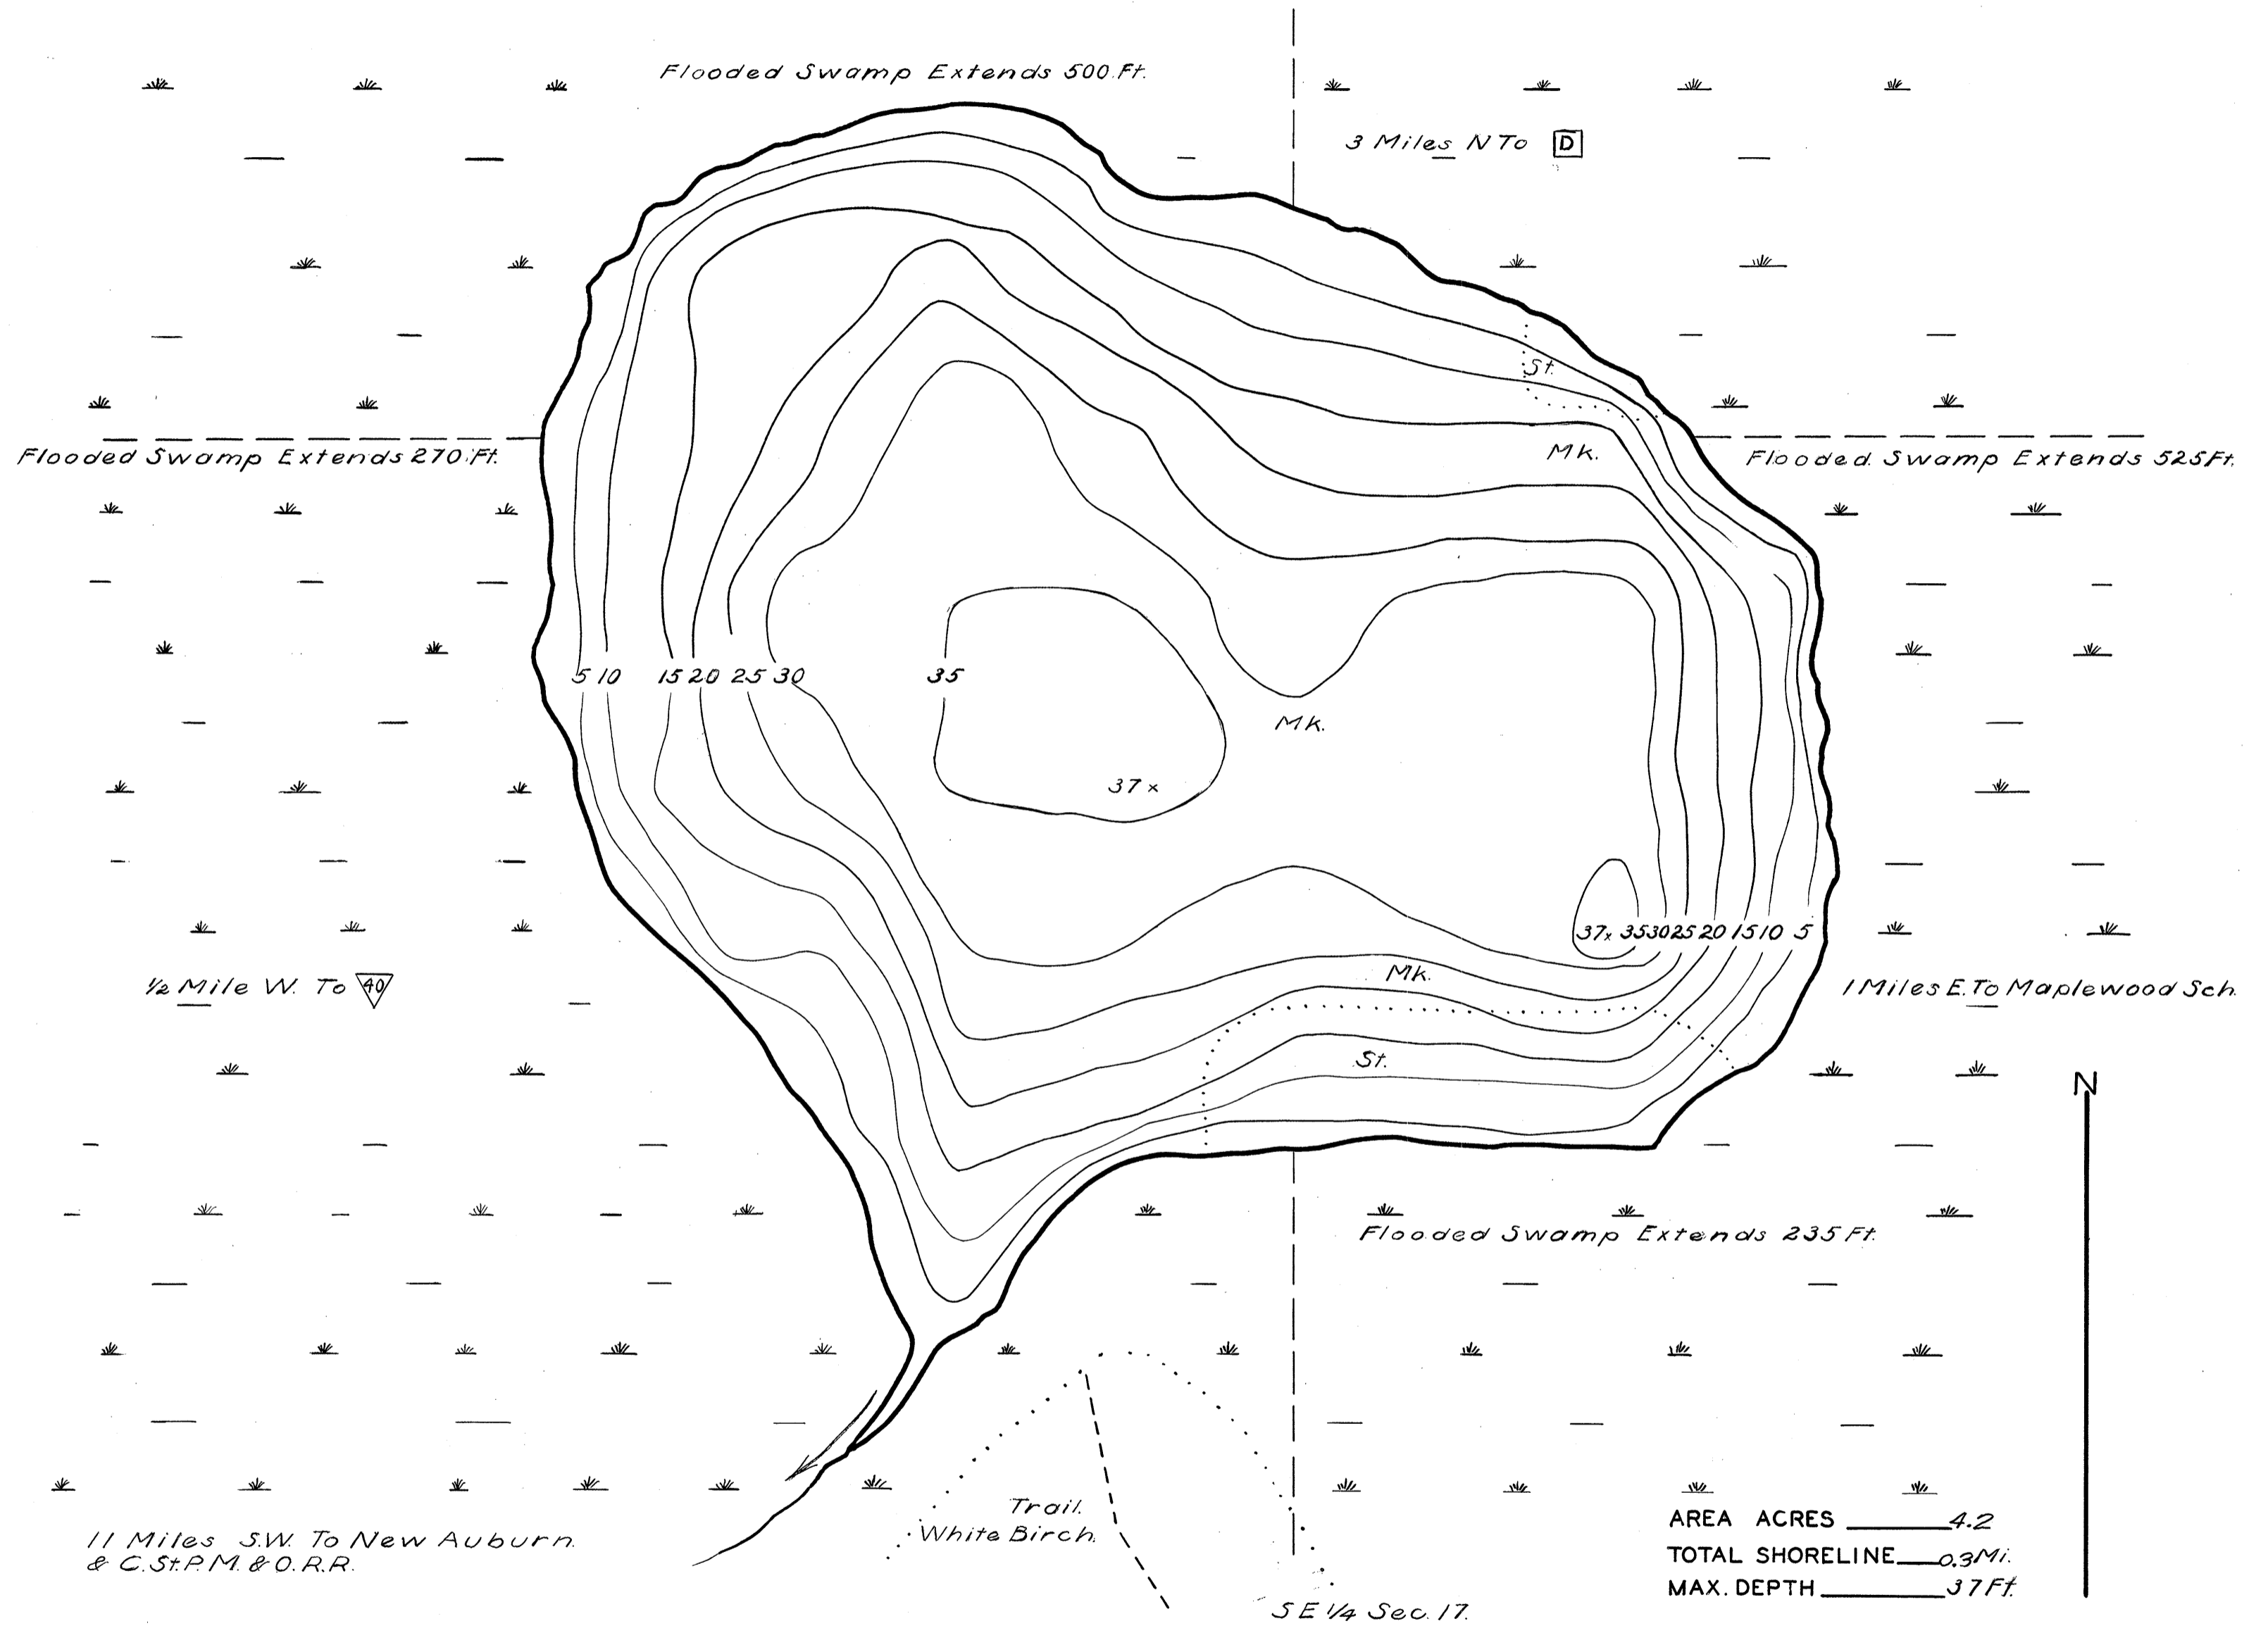 Flooded Swamp Extends 500 Ft.
3 Miles N To D
St.
Mk.
Flooded Swamp Extends 270 Ft.
Flooded Swamp Extends 525 Ft.
5 10 15 20 25 30 35
Mk.
37 x
37x 35 30 25 20 15 10 5
Mk.
1/2 Mile W. To 40
1 Miles E. To Maplewood Sch.
St.
N
Flooded Swamp Extends 235 Ft.
Trail.
White Birch.
11 Miles S.W. To New Auburn.
& C. St. P. M. & O. R.R.
AREA ACRES 4.2
TOTAL SHORELINE 0.3 Mi.
MAX. DEPTH 37 Ft.
S E 1/4 Sec. 17.